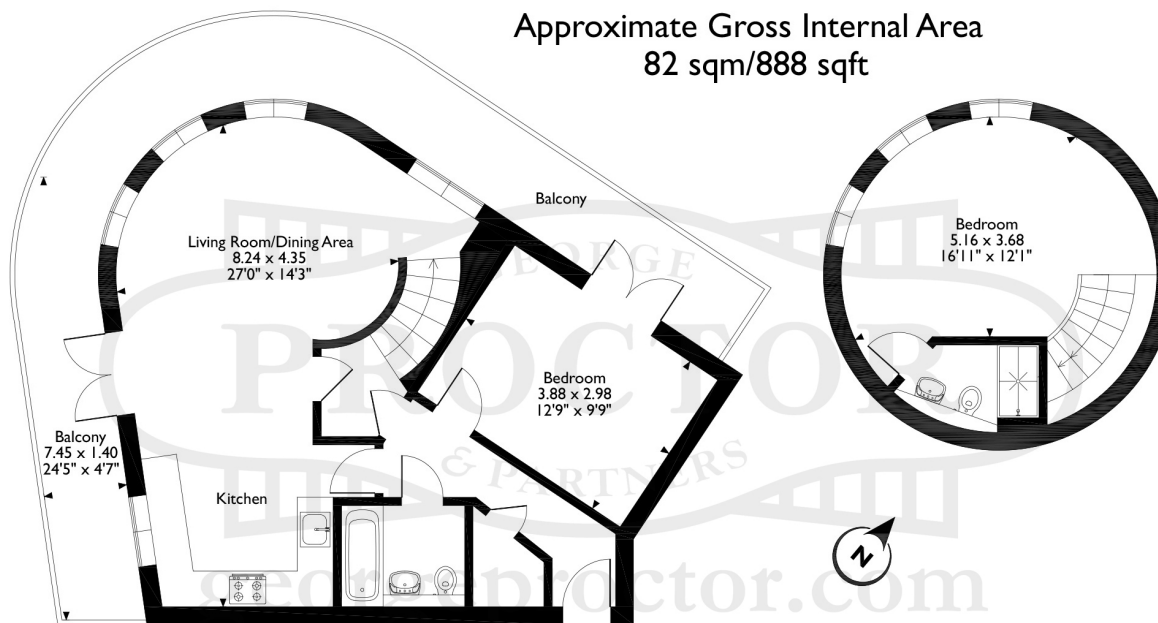 Approximate Gross Internal Area
82 sqm/888 sqft
Balcony
Living Room/Dining Area
8.24 x 4.35
27'0" x 14'3"
Bedroom
5.16 x 3.68
16'11" x 12'1"
Bedroom
3.88 x 2.98
12'9" x 9'9"
Balcony
7.45 x 1.40
24'5" x 4'7"
Kitchen
N
GEORGE
PROCTOR
& PARTNERS
georgeproctor.com